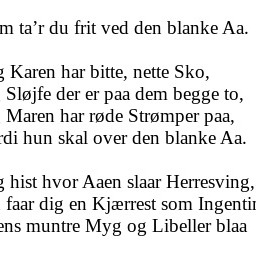 m ta’r du frit ved den blanke Aa.
g Karen har bitte, nette Sko,
Sløjfe der er paa dem begge to,
Maren har røde Strømper paa,
rdi hun skal over den blanke Aa.
g hist hvor Aaen slaar Herresving,
faar dig en Kjærrest som Ingentin
ens muntre Myg og Libeller blaa